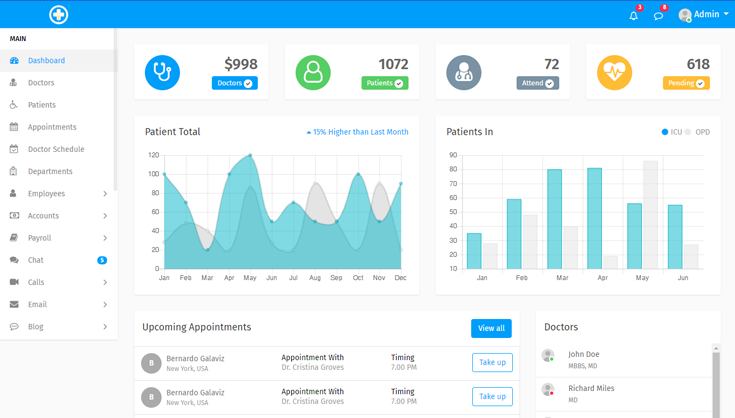 3
8
Admin
MAIN
Dashboard
Doctors
Patients
Appointments
Doctor Schedule
Departments
Employees
Accounts
Payroll
Chat
5
Calls
Email
Blog
$998
Doctors
1072
Patients
72
Attend
618
Pending
Patient Total
15% Higher than Last Month
120
100
80
60
40
20
0
Jan Feb Mar Apr May Jun Jul Aug Sep Oct Nov Dec
Patients In
ICU OPD
90
80
70
60
50
40
30
20
10
Jan Feb Mar Apr May Jun
Upcoming Appointments
View all
B
Bernardo Galaviz
New York, USA
Appointment With
Dr. Cristina Groves
Timing
7.00 PM
Take up
B
Bernardo Galaviz
New York, USA
Appointment With
Dr. Cristina Groves
Timing
7.00 PM
Take up
Doctors
John Doe
MBBS, MD
Richard Miles
MD